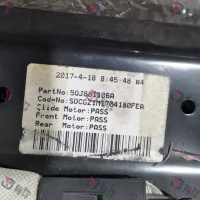 2017-4-18 8:45:48 W4
PartNo:5QJ881106A
Cod-No:SDCGZ1M1704180FEA
Slide Motor:PASS
Front Motor:PASS
Rear Motor:PASS